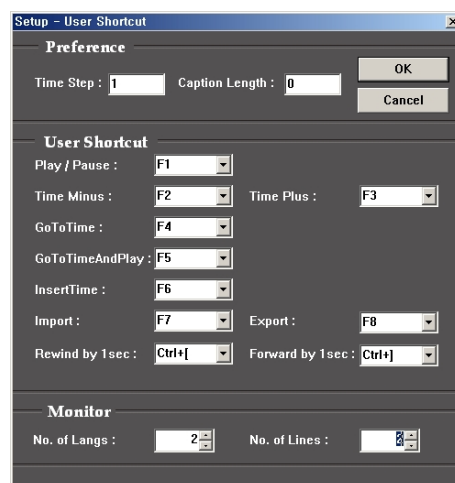 Setup - User Shortcut
Preference
Time Step : 1 Caption Length : 0
OK
Cancel
User Shortcut
Play / Pause : F1
Time Minus : F2 Time Plus : F3
GoToTime : F4
GoToTimeAndPlay : F5
InsertTime : F6
Import : F7 Export : F8
Rewind by 1sec : Ctrl+[ Forward by 1sec : Ctrl+]
Monitor
No. of Langs : 2 No. of Lines : 2